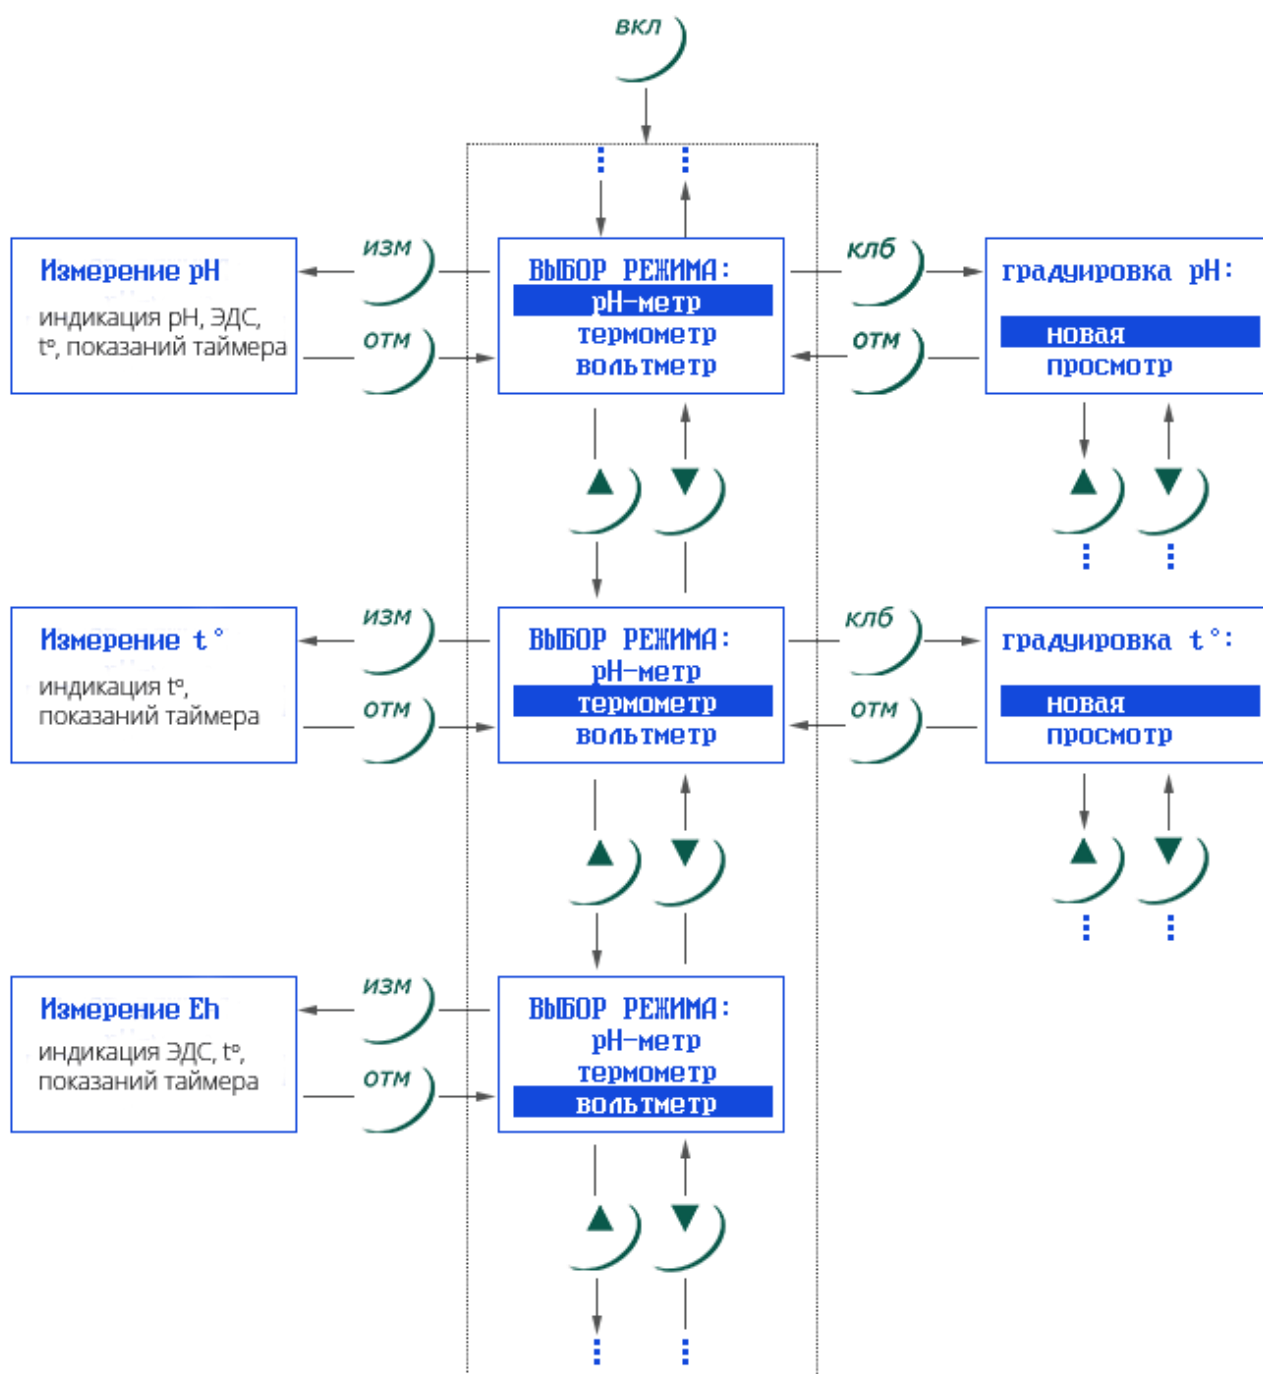 ВКЛ
Измерение pH
индикация pH, ЭДС,
t°, показаний таймера
ИЗМ
ОТМ
ВЫБОР РЕЖИМА:
pH-метр
термометр
вольтметр
КЛБ
ОТМ
градуировка pH:
новая
просмотр
Измерение t°
индикация t°,
показаний таймера
ИЗМ
ОТМ
ВЫБОР РЕЖИМА:
pH-метр
термометр
вольтметр
КЛБ
ОТМ
градуировка t°:
новая
просмотр
Измерение Eh
индикация ЭДС, t°,
показаний таймера
ИЗМ
ОТМ
ВЫБОР РЕЖИМА:
pH-метр
термометр
вольтметр